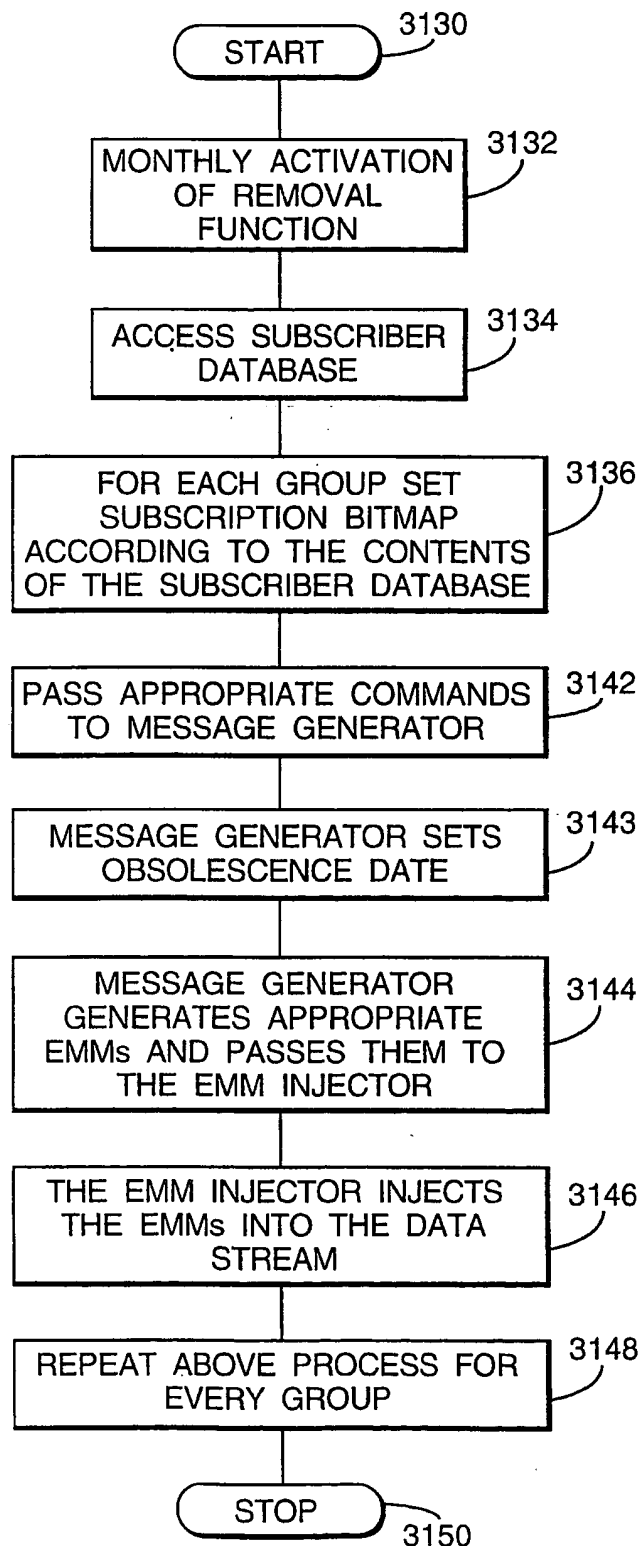 START
3130
MONTHLY ACTIVATION
OF REMOVAL
FUNCTION
3132
ACCESS SUBSCRIBER
DATABASE
3134
FOR EACH GROUP SET
SUBSCRIPTION BITMAP
ACCORDING TO THE CONTENTS
OF THE SUBSCRIBER DATABASE
3136
PASS APPROPRIATE COMMANDS
TO MESSAGE GENERATOR
3142
MESSAGE GENERATOR SETS
OBSOLESCENCE DATE
3143
MESSAGE GENERATOR
GENERATES APPROPRIATE
EMMs AND PASSES THEM TO
THE EMM INJECTOR
3144
THE EMM INJECTOR INJECTS
THE EMMs INTO THE DATA
STREAM
3146
REPEAT ABOVE PROCESS FOR
EVERY GROUP
3148
STOP
3150